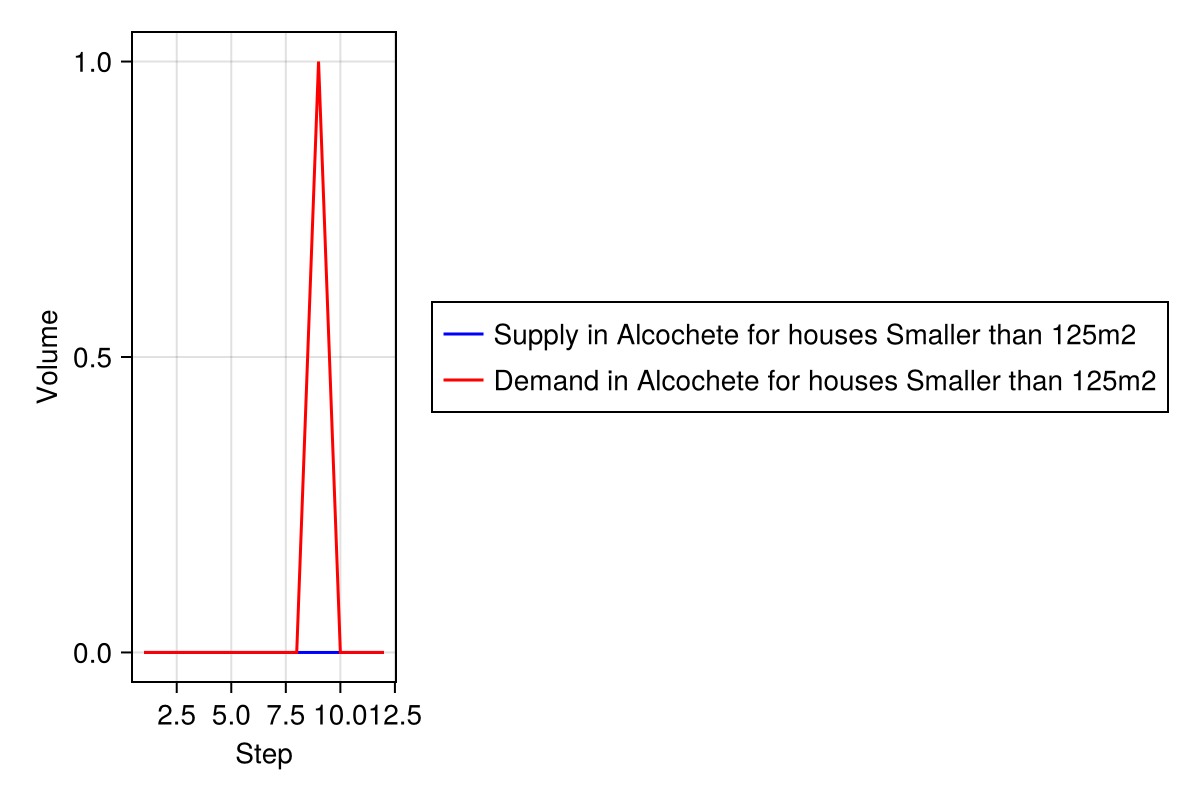 1.0
0.5
0.0
Volume
2.5 5.0 7.5 10.0 12.5
Step
Supply in Alcochete for houses Smaller than 125m2
Demand in Alcochete for houses Smaller than 125m2